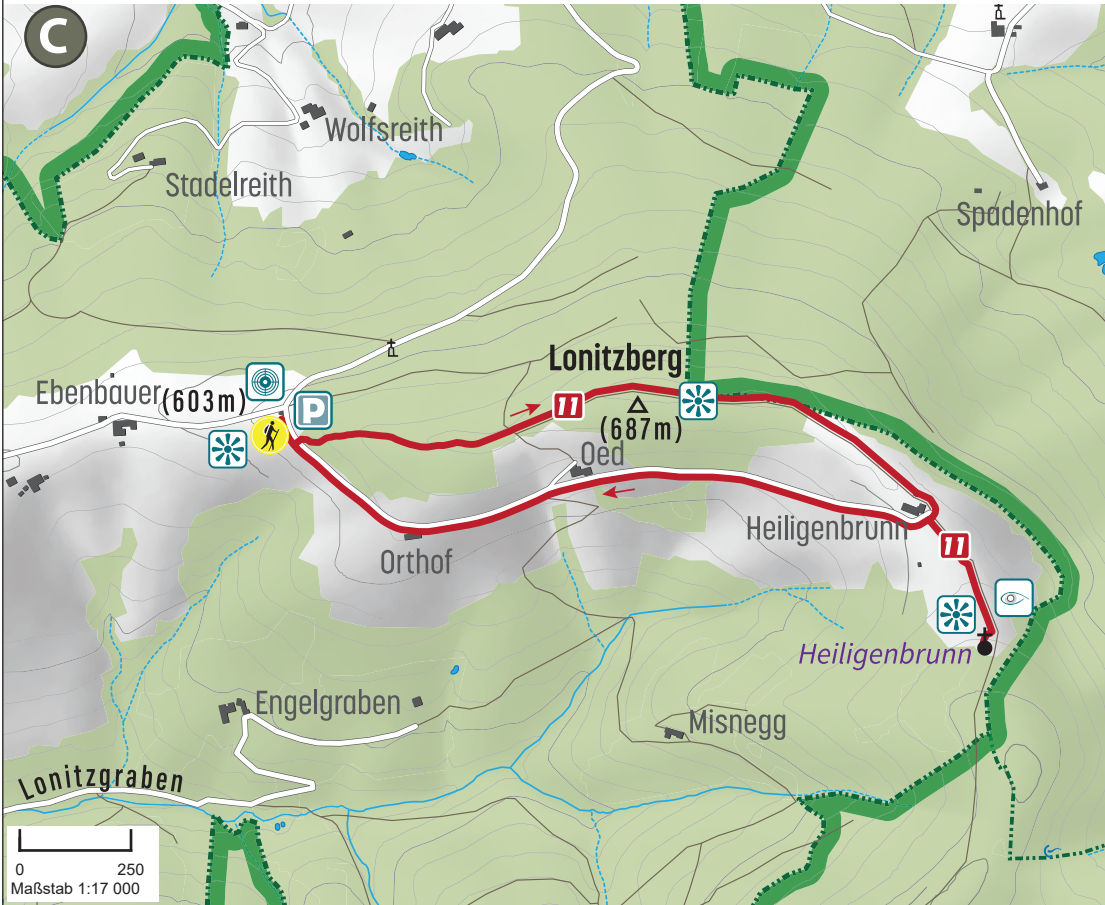 C
Wolfsreith
Stadelreith
Spadenhof
Lonitzberg
Ebenbauer (603m)
P
11
(687m)
Oed
Heiligenbrunn
Orthof
11
Heiligenbrunn
Engelgraben
Misnegg
Lonitzgraben
0 250
Maßstab 1:17 000